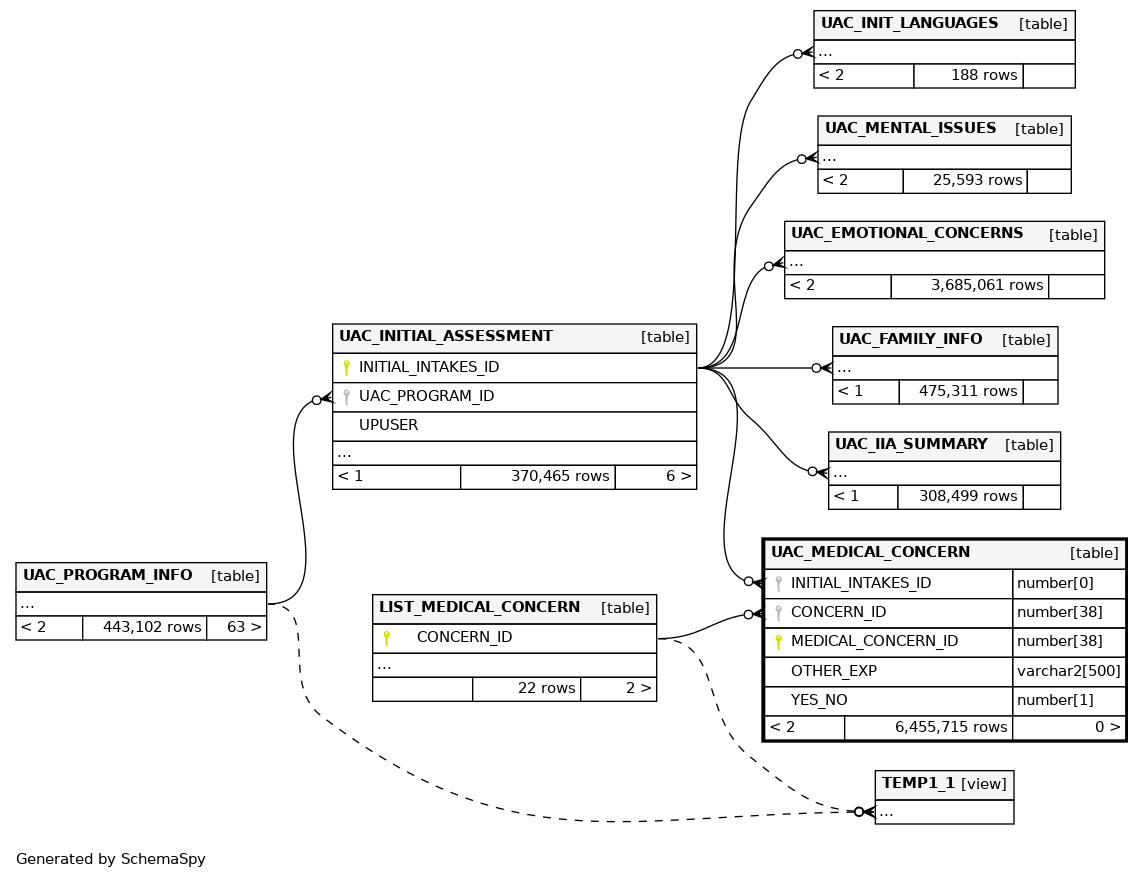 UAC_INIT_LANGUAGES [table]
...
< 2 188 rows
UAC_MENTAL_ISSUES [table]
...
< 2 25,593 rows
UAC_EMOTIONAL_CONCERNS [table]
...
< 2 3,685,061 rows
UAC_INITIAL_ASSESSMENT [table]
INITIAL_INTAKES_ID
UAC_PROGRAM_ID
UPUSER
...
< 1 370,465 rows 6 >
UAC_FAMILY_INFO [table]
...
< 1 475,311 rows
UAC_IIA_SUMMARY [table]
...
< 1 308,499 rows
UAC_PROGRAM_INFO [table]
...
< 2 443,102 rows 63 >
LIST_MEDICAL_CONCERN [table]
CONCERN_ID
...
22 rows 2 >
UAC_MEDICAL_CONCERN [table]
INITIAL_INTAKES_ID number[0]
CONCERN_ID number[38]
MEDICAL_CONCERN_ID number[38]
OTHER_EXP varchar2[500]
YES_NO number[1]
< 2 6,455,715 rows 0 >
TEMP1_1 [view]
...
Generated by SchemaSpy